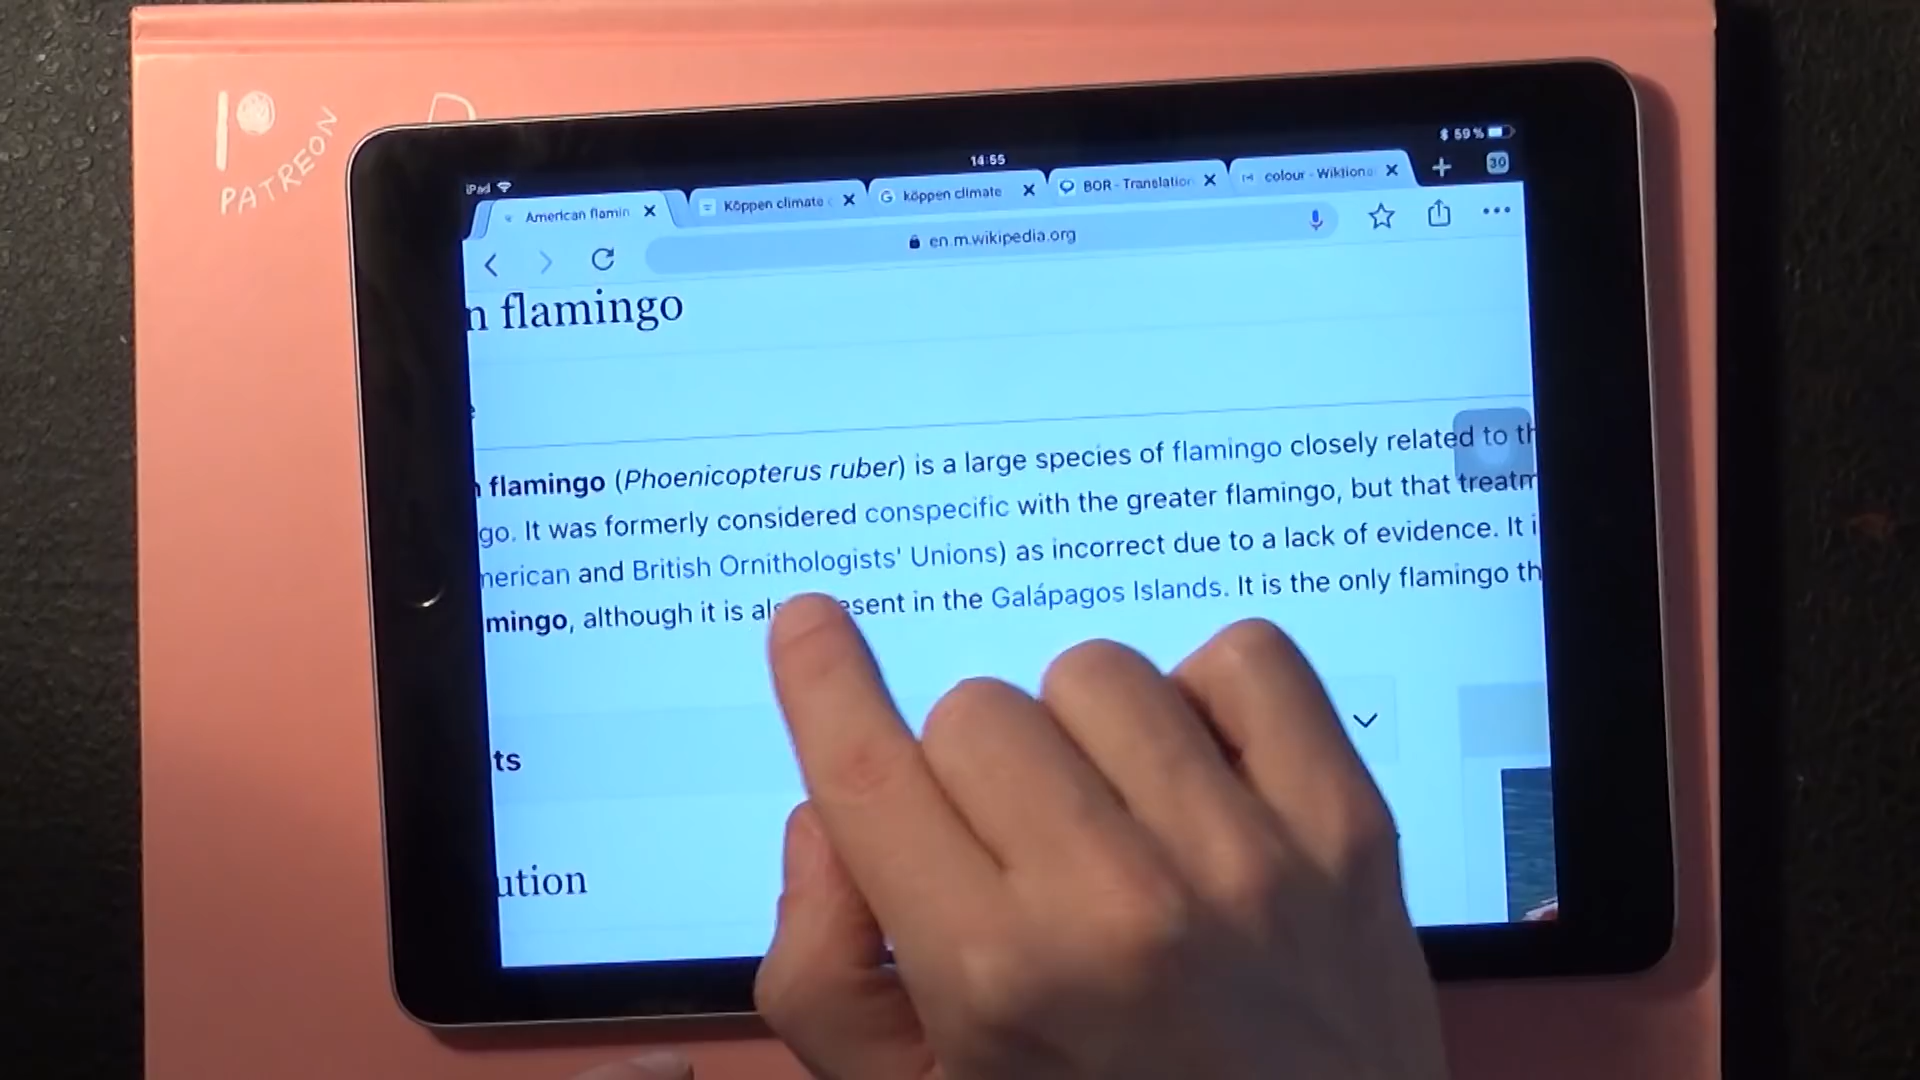 PATREON
iPad
14:55
59 %
American flamin
Köppen climate
köppen climate
BOR - Translation
colour - Wiktiona
30
en.m.wikipedia.org
n flamingo
flamingo (Phoenicopterus ruber) is a large species of flamingo closely related to th
go. It was formerly considered conspecific with the greater flamingo, but that treatm
nerican and British Ornithologists' Unions) as incorrect due to a lack of evidence. It i
mingo, although it is als esent in the Galápagos Islands. It is the only flamingo th
ts
ution